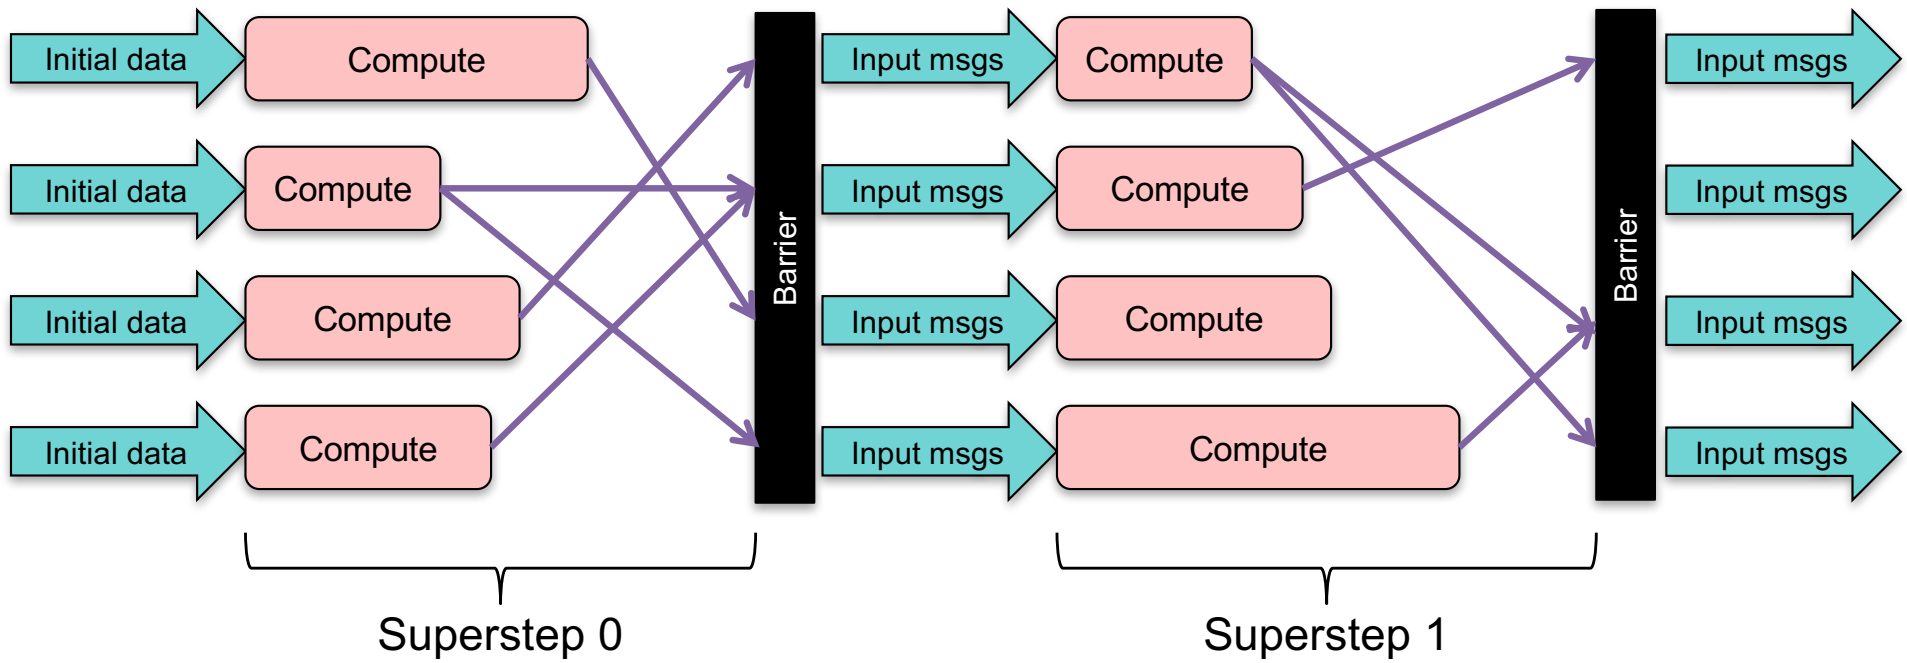 Initial data
Compute
Input msgs
Compute
Input msgs
Initial data
Compute
Input msgs
Compute
Input msgs
Barrier
Barrier
Initial data
Compute
Input msgs
Compute
Input msgs
Initial data
Compute
Input msgs
Compute
Input msgs
Superstep 0
Superstep 1